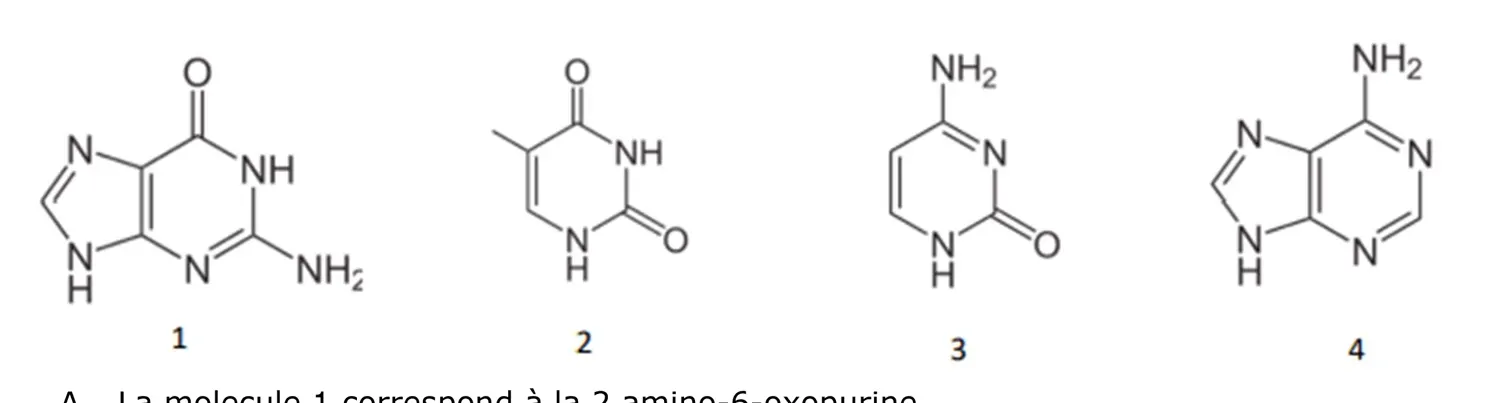 O O NH2 NH2
N NH NH N N N
N H N NH2 N H O N H O N H N
1 2 3 4
A. La molecule 1 correspond à la 2 amino-6-oxopurine